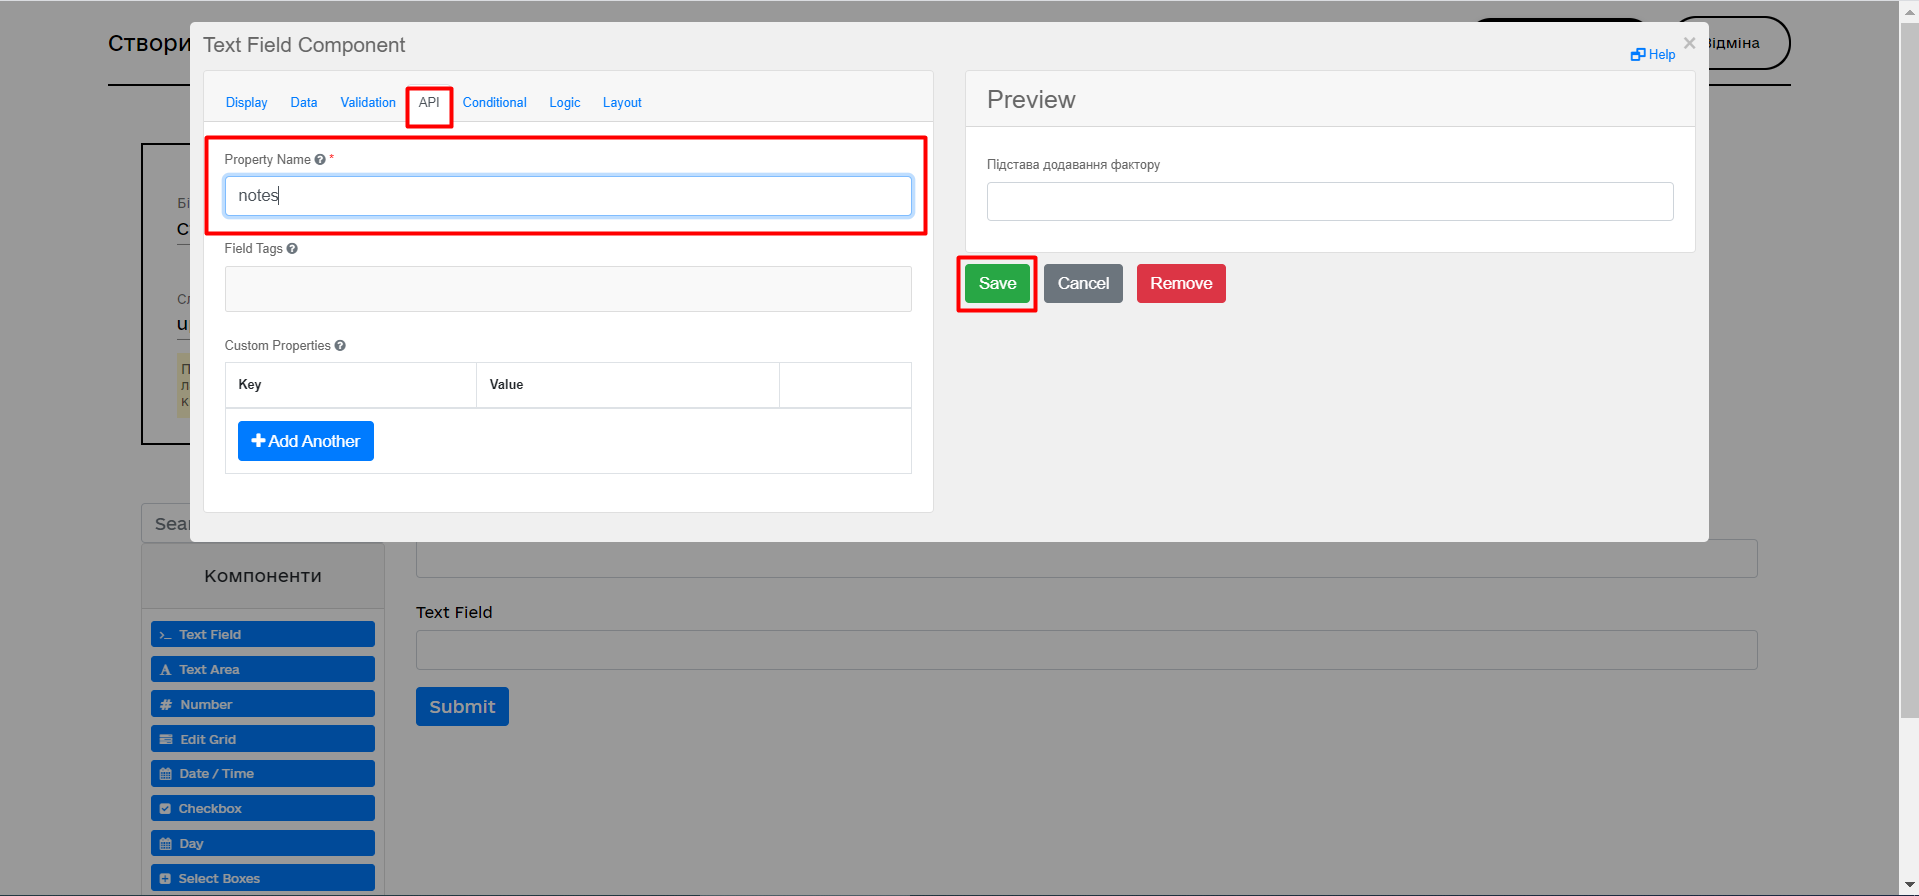 Створи
Text Field Component
Help
×
Відміна
Display Data Validation API Conditional Logic Layout
Preview
Property Name *
notes
Підстава додавання фактору
Field Tags
Save Cancel Remove
Custom Properties
Key Value
Add Another
Бі
С
Сл
u
П
л
к
Sear
Компоненти
Text Field
Text Area
Number
Edit Grid
Date / Time
Checkbox
Day
Select Boxes
Text Field
Submit